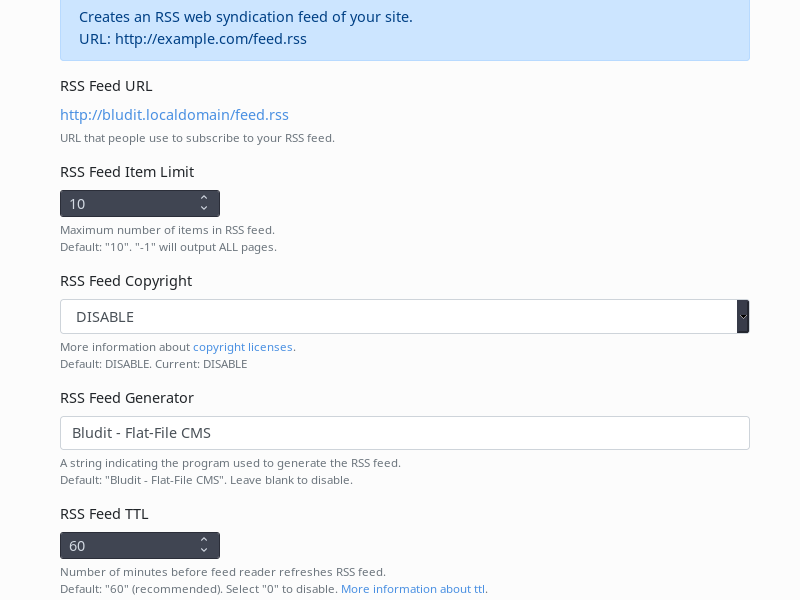 Creates an RSS web syndication feed of your site.
URL: http://example.com/feed.rss
RSS Feed URL
http://bludit.localdomain/feed.rss
URL that people use to subscribe to your RSS feed.
RSS Feed Item Limit
10
Maximum number of items in RSS feed.
Default: "10". "-1" will output ALL pages.
RSS Feed Copyright
DISABLE
More information about copyright licenses.
Default: DISABLE. Current: DISABLE
RSS Feed Generator
Bludit - Flat-File CMS
A string indicating the program used to generate the RSS feed.
Default: "Bludit - Flat-File CMS". Leave blank to disable.
RSS Feed TTL
60
Number of minutes before feed reader refreshes RSS feed.
Default: "60" (recommended). Select "0" to disable. More information about ttl.